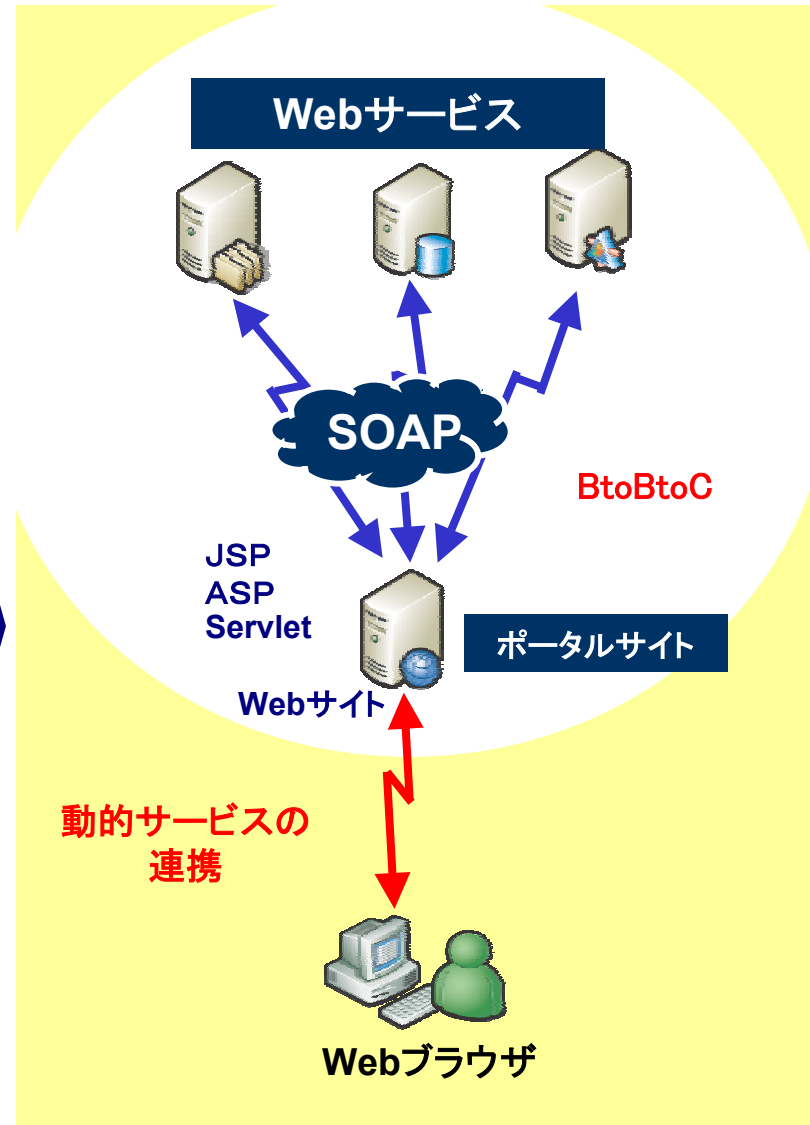 Webサービス
SOAP
BtoBtoC
JSP
ASP
Servlet
ポータルサイト
Webサイト
動的サービスの
連携
Webブラウザ